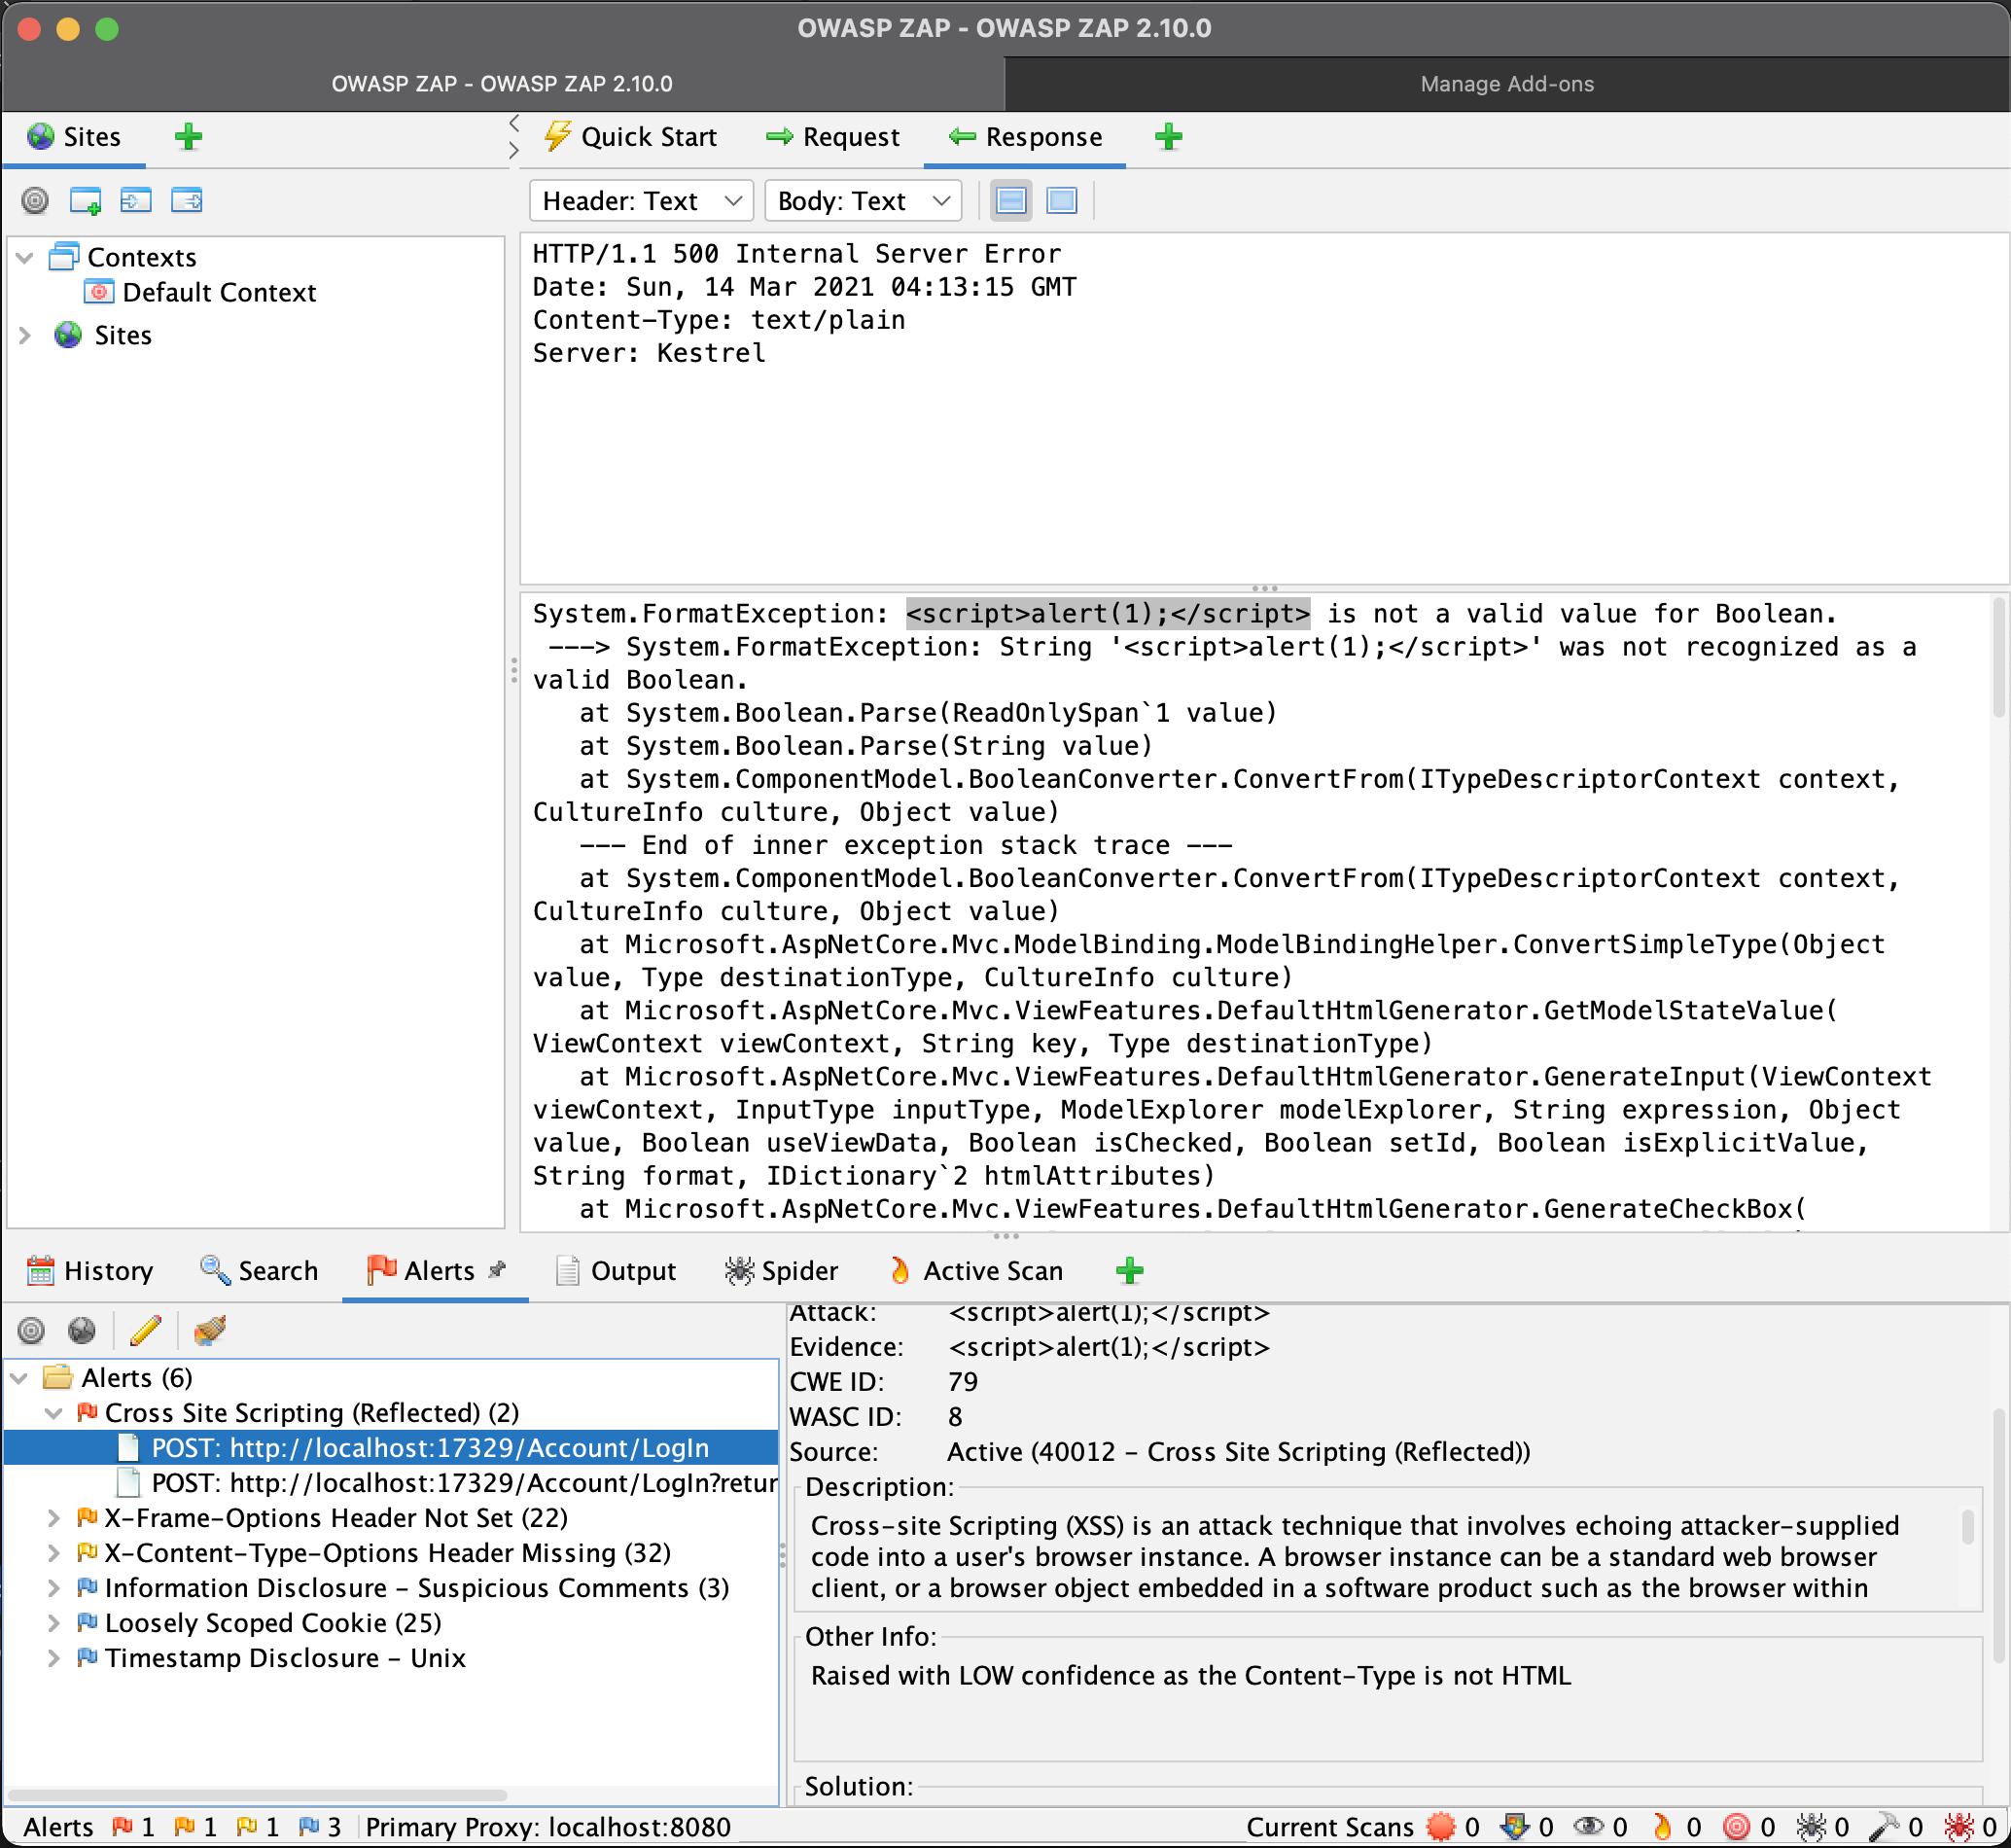 OWASP ZAP - OWASP ZAP 2.10.0
OWASP ZAP - OWASP ZAP 2.10.0
Manage Add-ons
Sites
Quick Start
Request
Response
Header: Text
Body: Text
Contexts
Default Context
Sites
HTTP/1.1 500 Internal Server Error
Date: Sun, 14 Mar 2021 04:13:15 GMT
Content-Type: text/plain
Server: Kestrel
System.FormatException: <script>alert(1);</script> is not a valid value for Boolean.
---> System.FormatException: String '<script>alert(1);</script>' was not recognized as a
valid Boolean.
at System.Boolean.Parse(ReadOnlySpan`1 value)
at System.Boolean.Parse(String value)
at System.ComponentModel.BooleanConverter.ConvertFrom(ITypeDescriptorContext context,
CultureInfo culture, Object value)
--- End of inner exception stack trace ---
at System.ComponentModel.BooleanConverter.ConvertFrom(ITypeDescriptorContext context,
CultureInfo culture, Object value)
at Microsoft.AspNetCore.Mvc.ModelBinding.ModelBindingHelper.ConvertSimpleType(Object
value, Type destinationType, CultureInfo culture)
at Microsoft.AspNetCore.Mvc.ViewFeatures.DefaultHtmlGenerator.GetModelStateValue(
ViewContext viewContext, String key, Type destinationType)
at Microsoft.AspNetCore.Mvc.ViewFeatures.DefaultHtmlGenerator.GenerateInput(ViewContext
viewContext, InputType inputType, ModelExplorer modelExplorer, String expression, Object
value, Boolean useViewData, Boolean isChecked, Boolean setId, Boolean isExplicitValue,
String format, IDictionary`2 htmlAttributes)
at Microsoft.AspNetCore.Mvc.ViewFeatures.DefaultHtmlGenerator.GenerateCheckBox(
History
Search
Alerts
Output
Spider
Active Scan
Alerts (6)
Cross Site Scripting (Reflected) (2)
POST: http://localhost:17329/Account/LogIn
POST: http://localhost:17329/Account/LogIn?retur
X-Frame-Options Header Not Set (22)
X-Content-Type-Options Header Missing (32)
Information Disclosure - Suspicious Comments (3)
Loosely Scoped Cookie (25)
Timestamp Disclosure - Unix
Attack: <script>alert(1);</script>
Evidence: <script>alert(1);</script>
CWE ID: 79
WASC ID: 8
Source: Active (40012 - Cross Site Scripting (Reflected))
Description:
Cross-site Scripting (XSS) is an attack technique that involves echoing attacker-supplied
code into a user's browser instance. A browser instance can be a standard web browser
client, or a browser object embedded in a software product such as the browser within
Other Info:
Raised with LOW confidence as the Content-Type is not HTML
Solution:
Alerts 1 1 1 3 Primary Proxy: localhost:8080
Current Scans 0 0 0 0 0 0 0 0